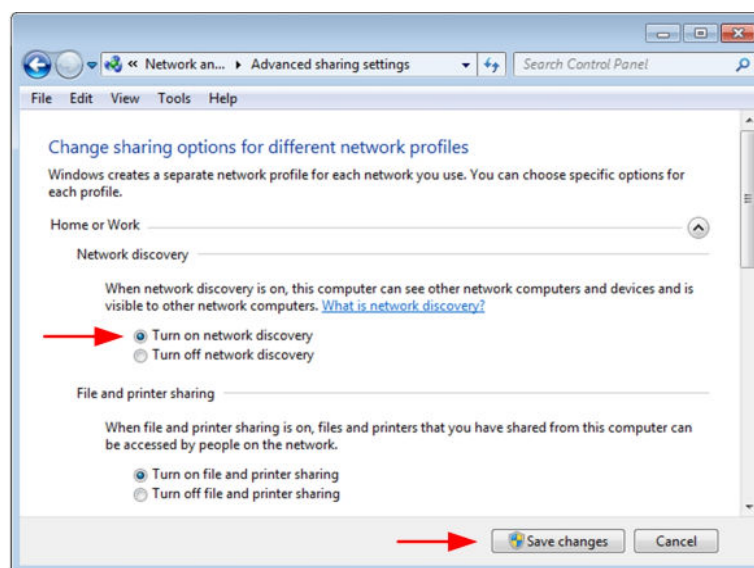 « Network an... ▸ Advanced sharing settings
Search Control Panel
File Edit View Tools Help
Change sharing options for different network profiles
Windows creates a separate network profile for each network you use. You can choose specific options for
each profile.
Home or Work
Network discovery
When network discovery is on, this computer can see other network computers and devices and is
visible to other network computers. What is network discovery?
Turn on network discovery
Turn off network discovery
File and printer sharing
When file and printer sharing is on, files and printers that you have shared from this computer can
be accessed by people on the network.
Turn on file and printer sharing
Turn off file and printer sharing
Save changes Cancel